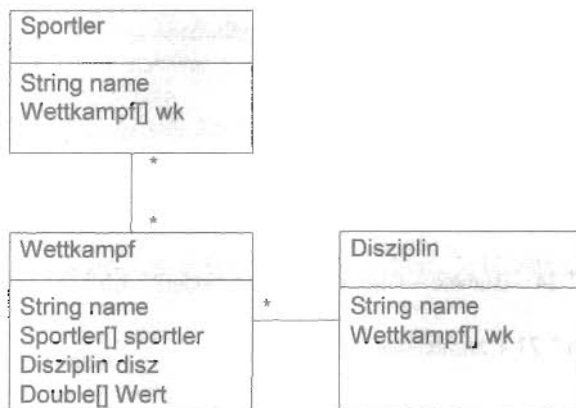 Sportler
String name
Wettkampf[] wk
*
*
Wettkampf
String name
Sportler[] sportler
Disziplin disz
Double[] Wert
*
Disziplin
String name
Wettkampf[] wk